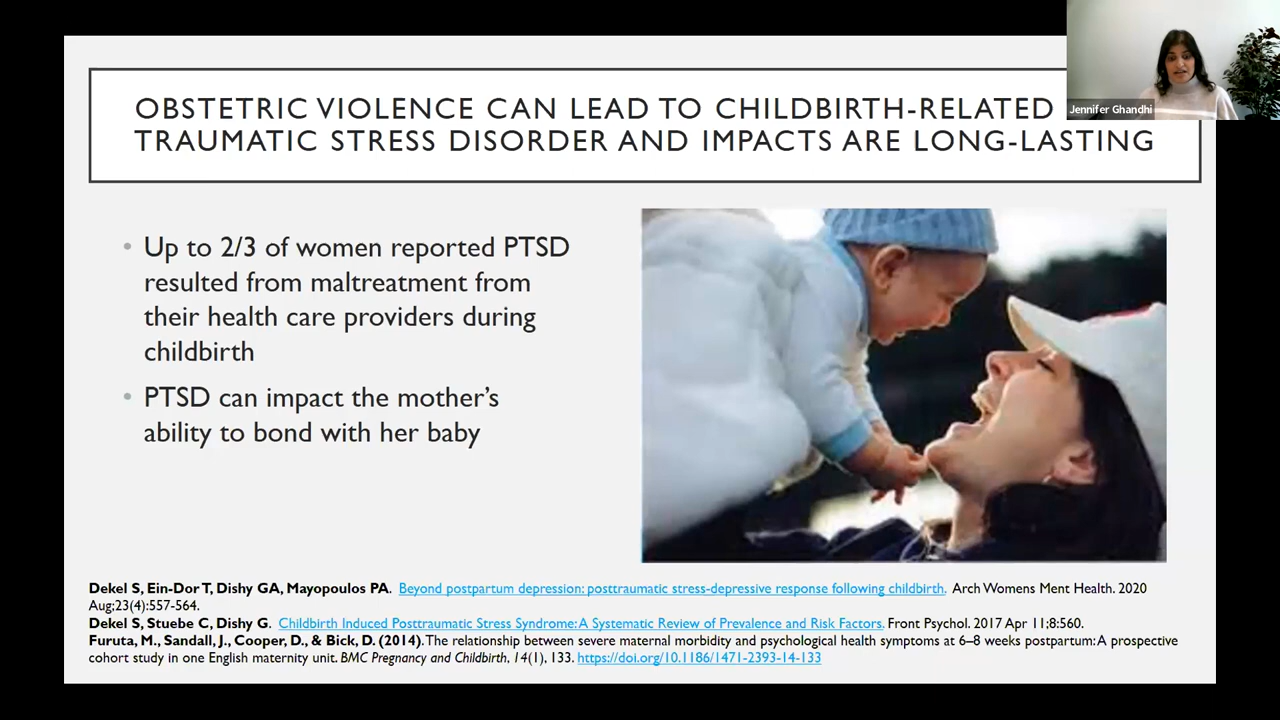 OBSTETRIC VIOLENCE CAN LEAD TO CHILDBIRTH-RELATED
TRAUMATIC STRESS DISORDER AND IMPACTS ARE LONG-LASTING
Jennifer Ghandhi
• Up to 2/3 of women reported PTSD
resulted from maltreatment from
their health care providers during
childbirth
• PTSD can impact the mother’s
ability to bond with her baby
Dekel S, Ein-Dor T, Dishy GA, Mayopoulos PA. Beyond postpartum depression: posttraumatic stress-depressive response following childbirth. Arch Womens Ment Health. 2020
Aug;23(4):557-564.
Dekel S, Stuebe C, Dishy G. Childbirth Induced Posttraumatic Stress Syndrome: A Systematic Review of Prevalence and Risk Factors. Front Psychol. 2017 Apr 11;8:560.
Furuta, M., Sandall, J., Cooper, D., & Bick, D. (2014). The relationship between severe maternal morbidity and psychological health symptoms at 6–8 weeks postpartum: A prospective
cohort study in one English maternity unit. BMC Pregnancy and Childbirth, 14(1), 133. https://doi.org/10.1186/1471-2393-14-133